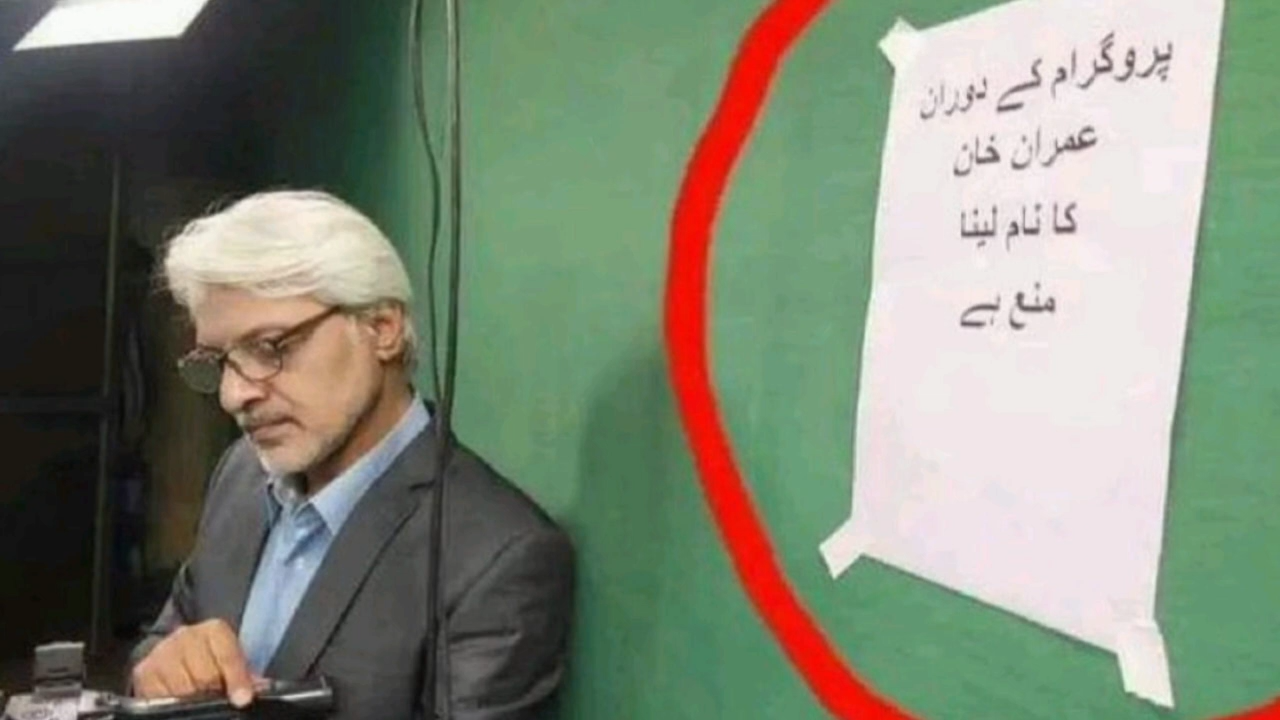 پروگرام کے دوران
عمران خان
کا نام لینا
منع ہے